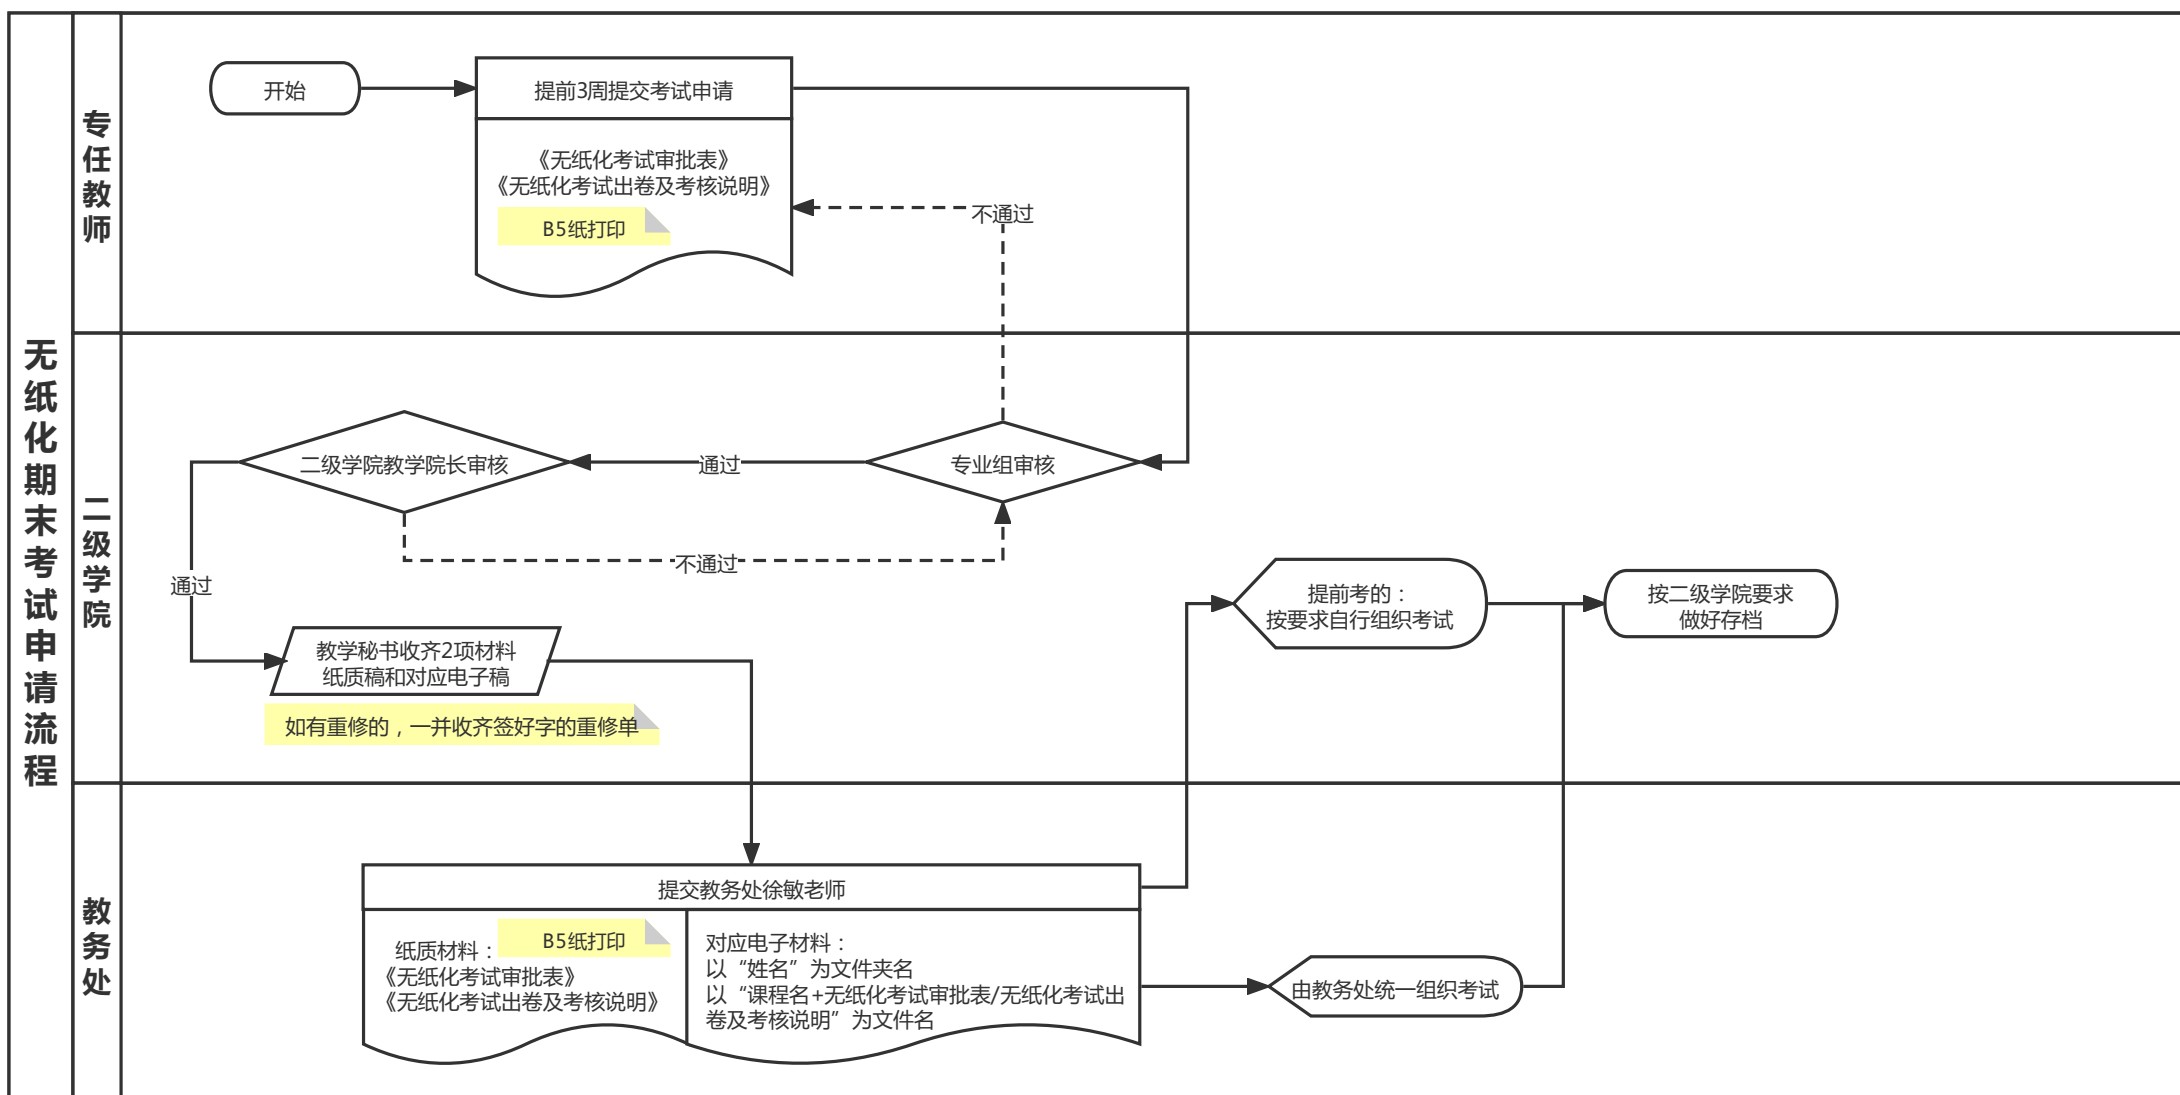 无纸化期末考试申请流程
专任教师
开始
提前3周提交考试申请
《无纸化考试审批表》
《无纸化考试出卷及考核说明》
B5纸打印
不通过
二级学院
二级学院教学院长审核
通过
专业组审核
不通过
通过
教学秘书收齐2项材料
纸质稿和对应电子稿
如有重修的，一并收齐签好字的重修单
提前考的：
按要求自行组织考试
按二级学院要求
做好存档
教务处
提交教务处徐敏老师
纸质材料：
B5纸打印
《无纸化考试审批表》
《无纸化考试出卷及考核说明》
对应电子材料：
以“姓名”为文件夹名
以“课程名+无纸化考试审批表/无纸化考试出
卷及考核说明”为文件名
由教务处统一组织考试